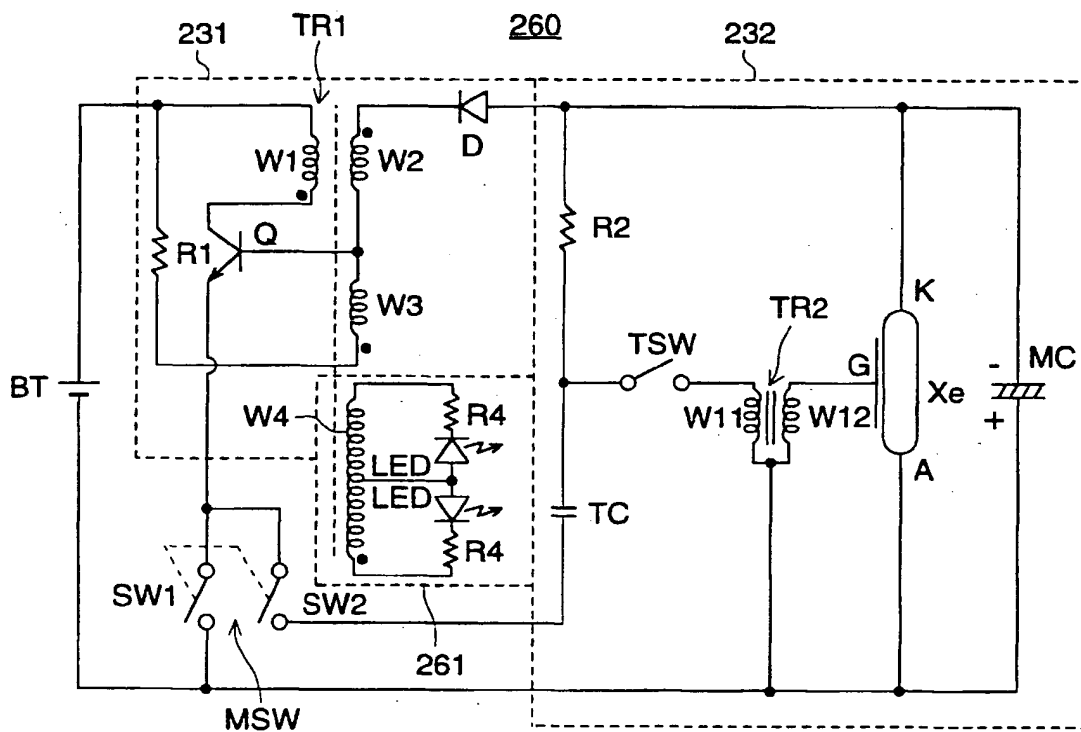 231
TR1
260
232
W1
W2
D
R1
Q
R2
W3
K
TR2
TSW
G
Xe
-
MC
+
BT
W4
R4
W11
W12
A
LED
LED
TC
R4
SW1
SW2
261
MSW